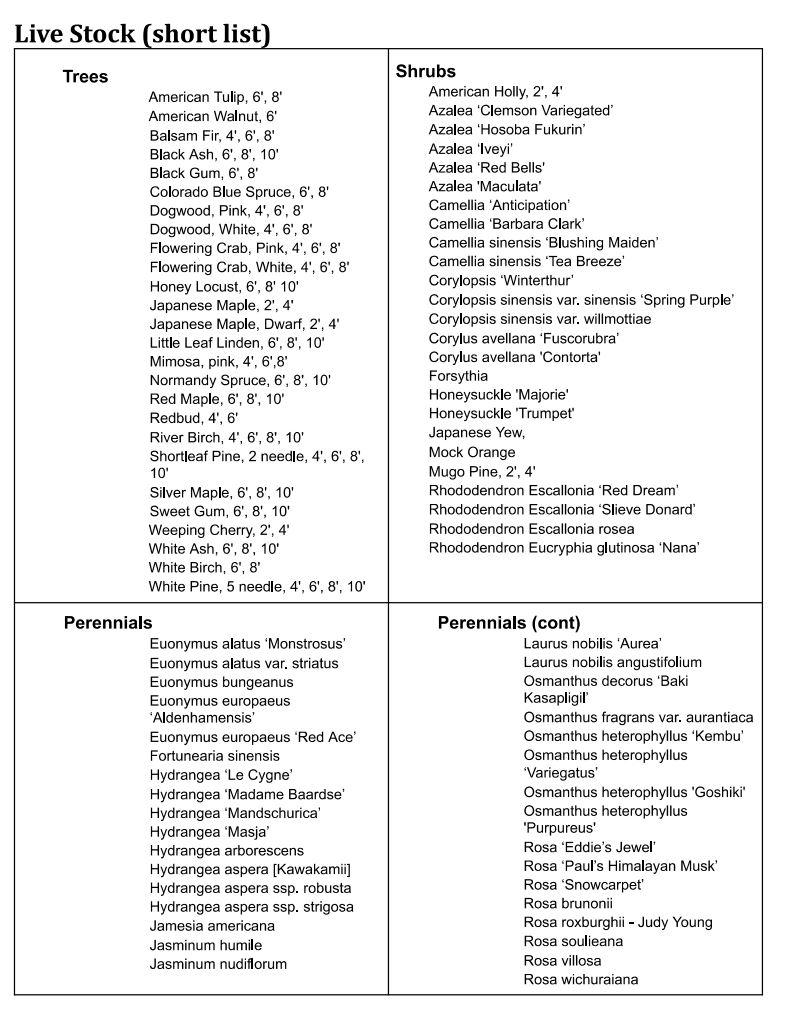 Live Stock (short list)
Trees
American Tulip, 6', 8'
American Walnut, 6'
Balsam Fir, 4', 6', 8'
Black Ash, 6', 8', 10'
Black Gum, 6', 8'
Colorado Blue Spruce, 6', 8'
Dogwood, Pink, 4', 6', 8'
Dogwood, White, 4', 6', 8'
Flowering Crab, Pink, 4', 6', 8'
Flowering Crab, White, 4', 6', 8'
Honey Locust, 6', 8' 10'
Japanese Maple, 2', 4'
Japanese Maple, Dwarf, 2', 4'
Little Leaf Linden, 6', 8', 10'
Mimosa, pink, 4', 6',8'
Normandy Spruce, 6', 8', 10'
Red Maple, 6', 8', 10'
Redbud, 4', 6'
River Birch, 4', 6', 8', 10'
Shortleaf Pine, 2 needle, 4', 6', 8',
10'
Silver Maple, 6', 8', 10'
Sweet Gum, 6', 8', 10'
Weeping Cherry, 2', 4'
White Ash, 6', 8', 10'
White Birch, 6', 8'
White Pine, 5 needle, 4', 6', 8', 10'
Shrubs
American Holly, 2', 4'
Azalea ‘Clemson Variegated’
Azalea ‘Hosoba Fukurin’
Azalea ‘Iveyi’
Azalea ‘Red Bells'
Azalea 'Maculata'
Camellia ‘Anticipation’
Camellia ‘Barbara Clark’
Camellia sinensis ‘Blushing Maiden’
Camellia sinensis ‘Tea Breeze’
Corylopsis ‘Winterthur’
Corylopsis sinensis var. sinensis ‘Spring Purple’
Corylopsis sinensis var. willmottiae
Corylus avellana ‘Fuscorubra’
Corylus avellana 'Contorta'
Forsythia
Honeysuckle 'Majorie'
Honeysuckle 'Trumpet'
Japanese Yew,
Mock Orange
Mugo Pine, 2', 4'
Rhododendron Escallonia ‘Red Dream’
Rhododendron Escallonia ‘Slieve Donard’
Rhododendron Escallonia rosea
Rhododendron Eucryphia glutinosa ‘Nana’
Perennials
Euonymus alatus ‘Monstrosus’
Euonymus alatus var. striatus
Euonymus bungeanus
Euonymus europaeus
‘Aldenhamensis’
Euonymus europaeus ‘Red Ace’
Fortunearia sinensis
Hydrangea ‘Le Cygne’
Hydrangea ‘Madame Baardse’
Hydrangea ‘Mandschurica’
Hydrangea ‘Masja’
Hydrangea arborescens
Hydrangea aspera [Kawakamii]
Hydrangea aspera ssp. robusta
Hydrangea aspera ssp. strigosa
Jamesia americana
Jasminum humile
Jasminum nudiflorum
Perennials (cont)
Laurus nobilis ‘Aurea’
Laurus nobilis angustifolium
Osmanthus decorus ‘Baki
Kasapligil’
Osmanthus fragrans var. aurantiaca
Osmanthus heterophyllus ‘Kembu’
Osmanthus heterophyllus
‘Variegatus’
Osmanthus heterophyllus 'Goshiki'
Osmanthus heterophyllus
'Purpureus'
Rosa ‘Eddie’s Jewel’
Rosa ‘Paul’s Himalayan Musk’
Rosa ‘Snowcarpet’
Rosa brunonii
Rosa roxburghii - Judy Young
Rosa soulieana
Rosa villosa
Rosa wichuraiana